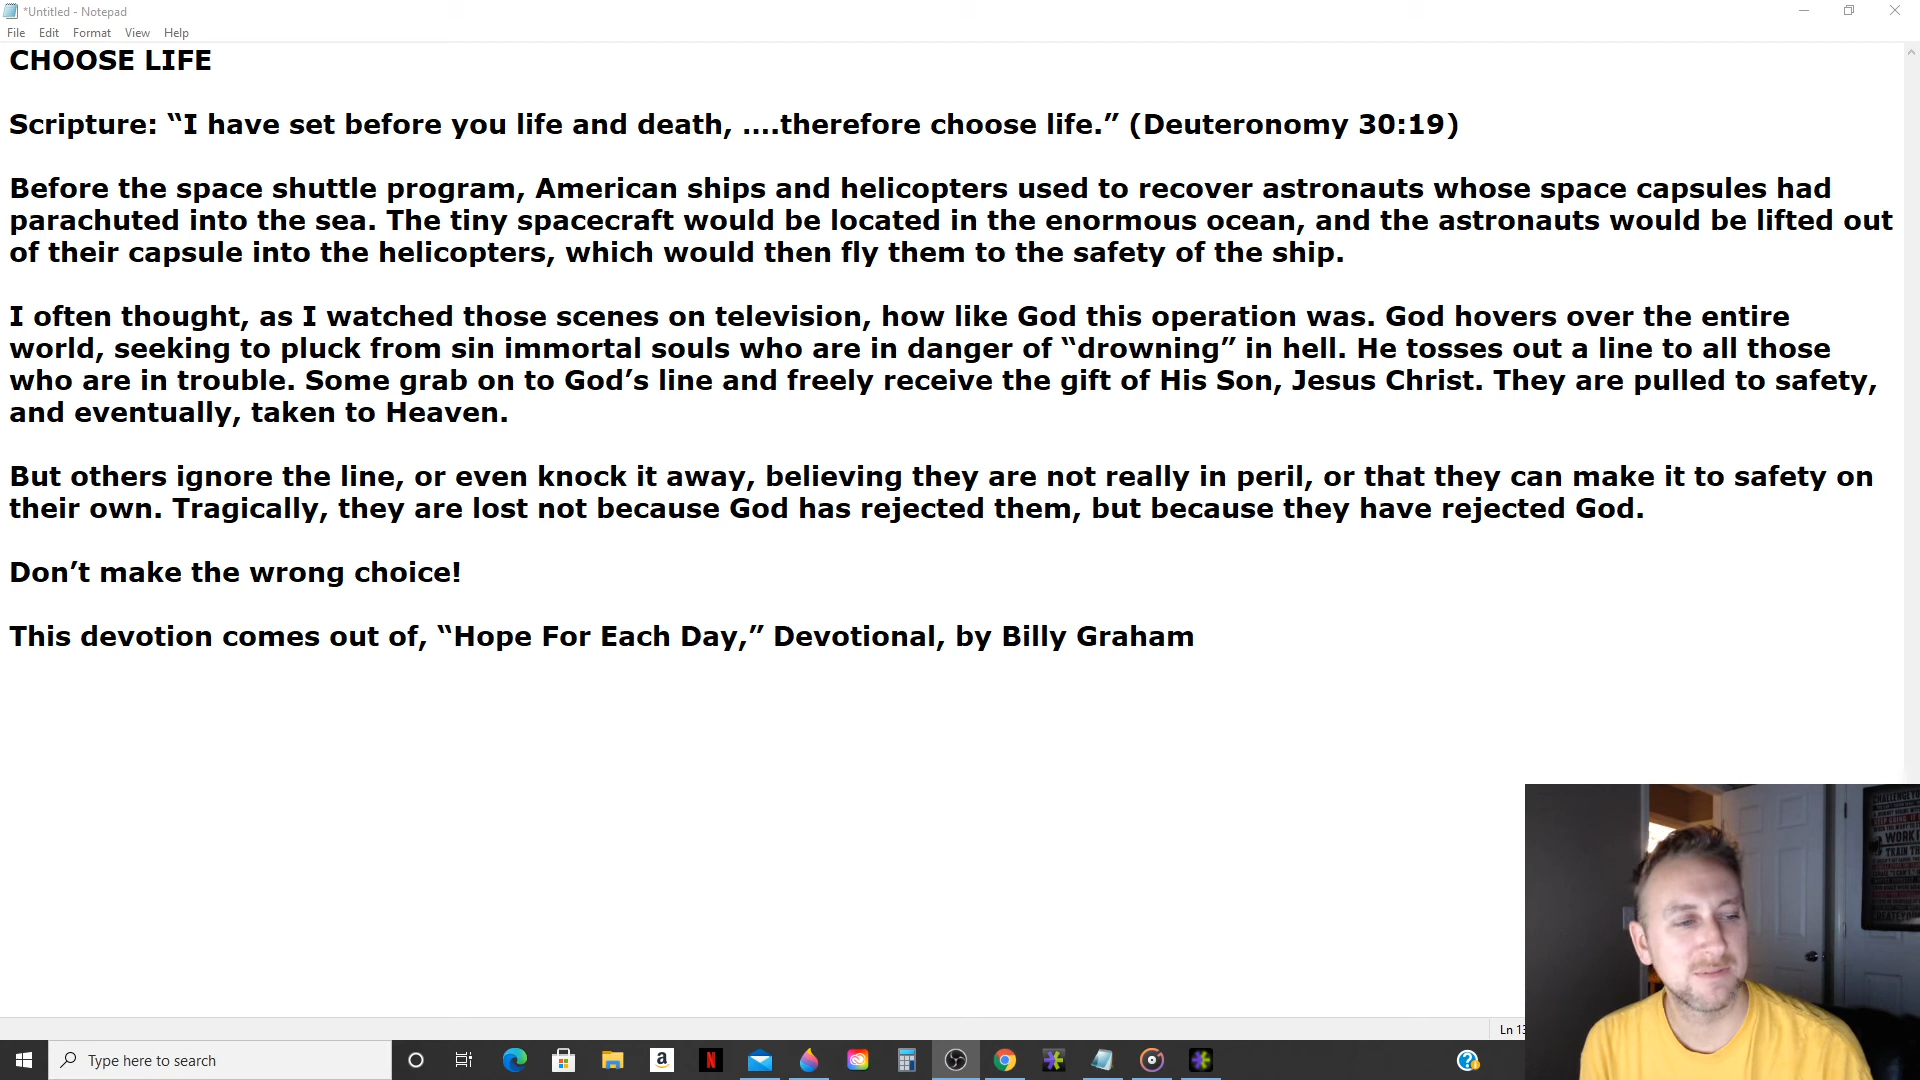 *Untitled - Notepad
File Edit Format View Help
CHOOSE LIFE
Scripture: “I have set before you life and death, ....therefore choose life.” (Deuteronomy 30:19)
Before the space shuttle program, American ships and helicopters used to recover astronauts whose space capsules had
parachuted into the sea. The tiny spacecraft would be located in the enormous ocean, and the astronauts would be lifted out
of their capsule into the helicopters, which would then fly them to the safety of the ship.
I often thought, as I watched those scenes on television, how like God this operation was. God hovers over the entire
world, seeking to pluck from sin immortal souls who are in danger of “drowning” in hell. He tosses out a line to all those
who are in trouble. Some grab on to God’s line and freely receive the gift of His Son, Jesus Christ. They are pulled to safety,
and eventually, taken to Heaven.
But others ignore the line, or even knock it away, believing they are not really in peril, or that they can make it to safety on
their own. Tragically, they are lost not because God has rejected them, but because they have rejected God.
Don’t make the wrong choice!
This devotion comes out of, “Hope For Each Day,” Devotional, by Billy Graham
WORKI
TRAIN
Ln 13
Type here to search